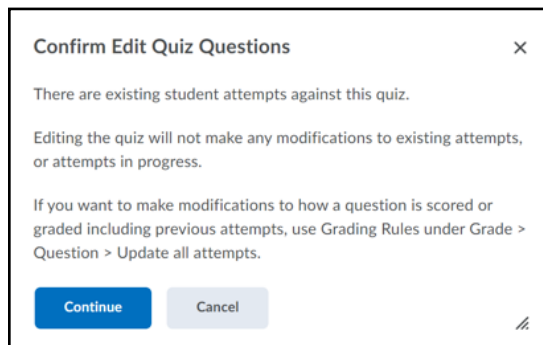 Confirm Edit Quiz Questions
There are existing student attempts against this quiz.
Editing the quiz will not make any modifications to existing attempts,
or attempts in progress.
If you want to make modifications to how a question is scored or
graded including previous attempts, use Grading Rules under Grade >
Question > Update all attempts.
Continue Cancel